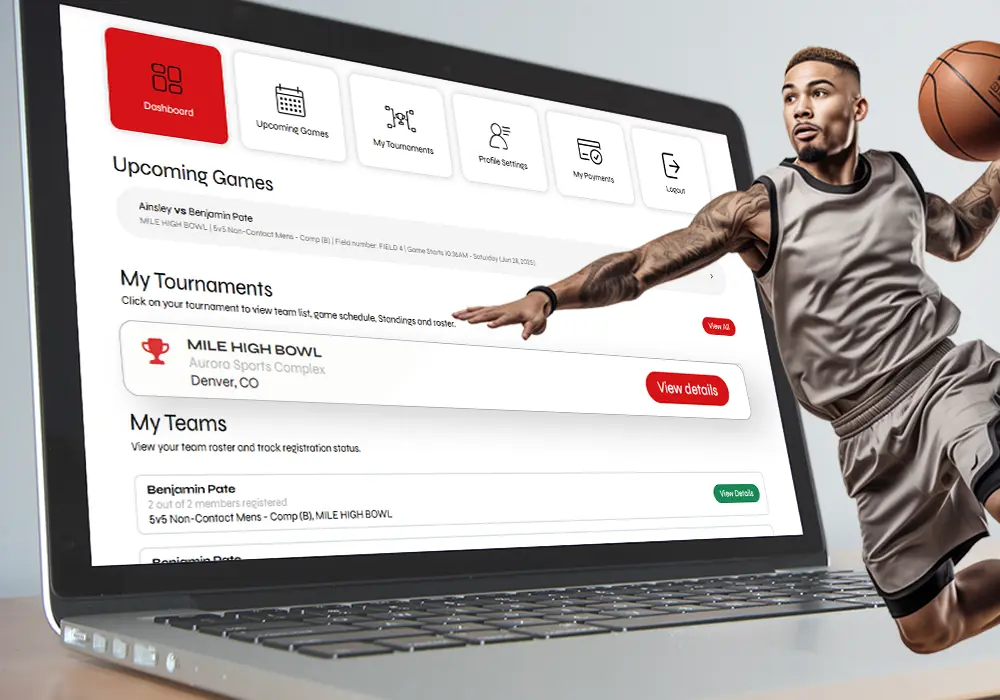 Dashboard
Upcoming Games
My Tournaments
Profile Settings
My Payments
Logout
Upcoming Games
Ainsley vs Benjamin Pate
MILE HIGH BOWL | 5v5 Non-Contact Mens - Comp (B) | Field number: FIELD 4 | Game Starts 10:36AM - Saturday (Jun 28, 2025)
My Tournaments
Click on your tournament to view team list, game schedule, Standings and roster.
View All
MILE HIGH BOWL
Aurora Sports Complex
Denver, CO
View details
My Teams
View your team roster and track registration status.
Benjamin Pate
2 out of 2 members registered
5v5 Non-Contact Mens - Comp (B), MILE HIGH BOWL
View Details
Benjamin Pate